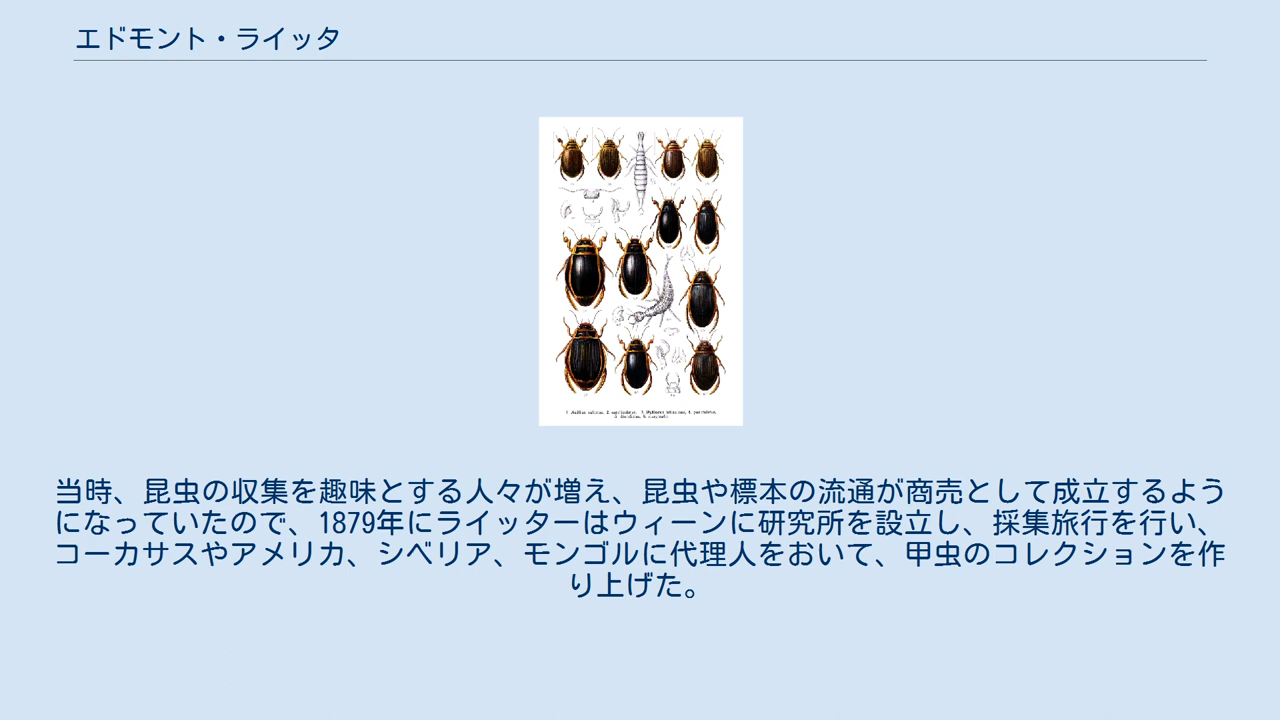 エドモント・ライッタ
当時、昆虫の収集を趣味とする人々が増え、昆虫や標本の流通が商売として成立するよう
になっていたので、1879年にライッターはウィーンに研究所を設立し、採集旅行を行い、
コーカサスやアメリカ、シベリア、モンゴルに代理人をおいて、甲虫のコレクションを作
り上げた。